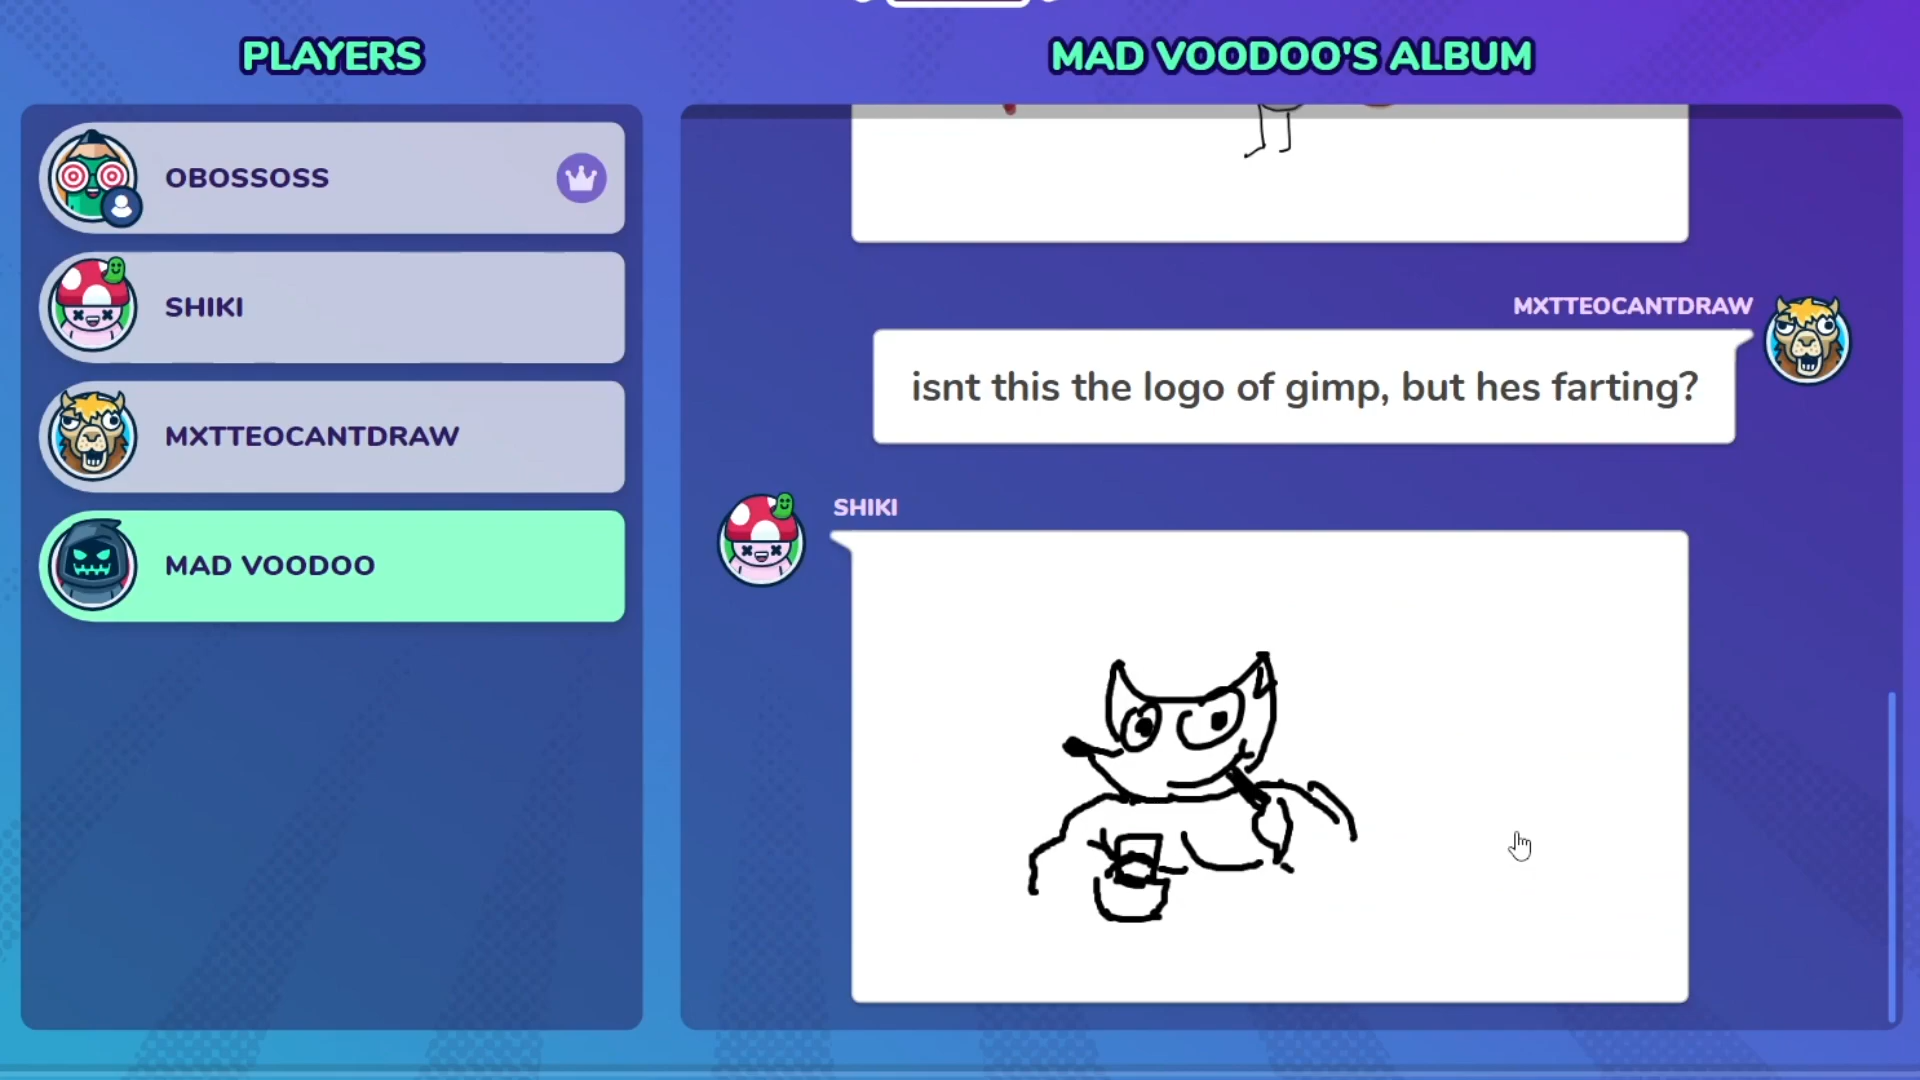 PLAYERS
OBOSSOSS
SHIKI
MXTTEOCANTDRAW
MAD VOODOO
MAD VOODOO'S ALBUM
MXTTEOCANTDRAW
isnt this the logo of gimp, but hes farting?
SHIKI